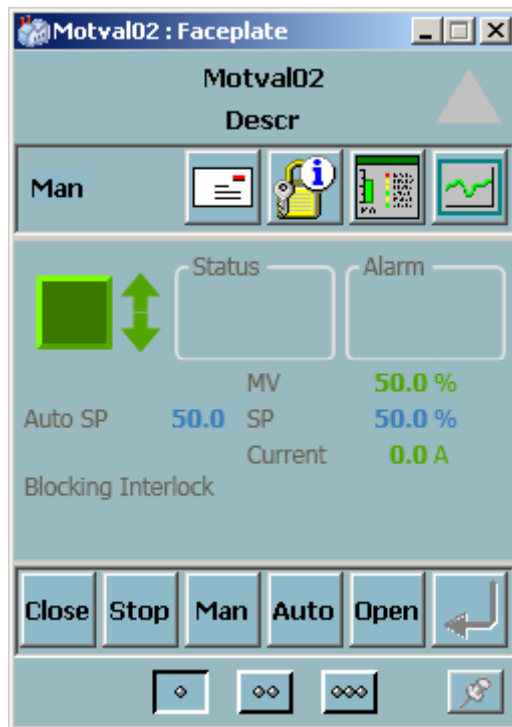 Motval02 : Faceplate
Motval02
Descr
Man
Status
Alarm
MV 50.0 %
Auto SP 50.0 SP 50.0 %
Current 0.0 A
Blocking Interlock
Close Stop Man Auto Open